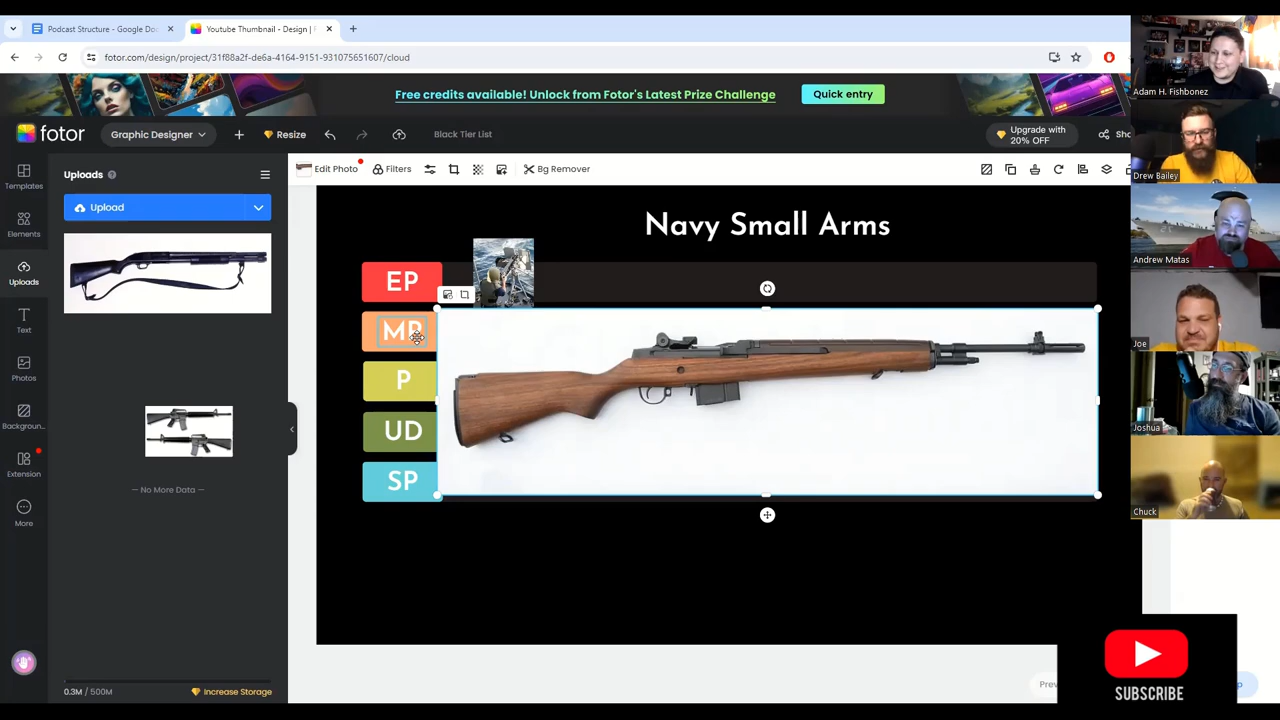 Podcast Structure - Google Do
Youtube Thumbnail - Design |
fotor.com/design/project/31f88a2f-de6a-4164-9151-931075651607/cloud
Free credits available! Unlock from Fotor's Latest Prize Challenge
Quick entry
fotor
Graphic Designer
Resize
Black Tier List
Upgrade with
20% OFF
Sha
Templates
Elements
Uploads
Text
Photos
Backgroun...
Extension
More
Uploads
Upload
No More Data
0.3M / 500M
Increase Storage
Edit Photo
Filters
Bg Remover
Navy Small Arms
EP
MP
P
UD
SP
Adam H. Fishbonez
Drew Bailey
Andrew Matas
Joe
Joshua
Chuck
Prev
SUBSCRIBE